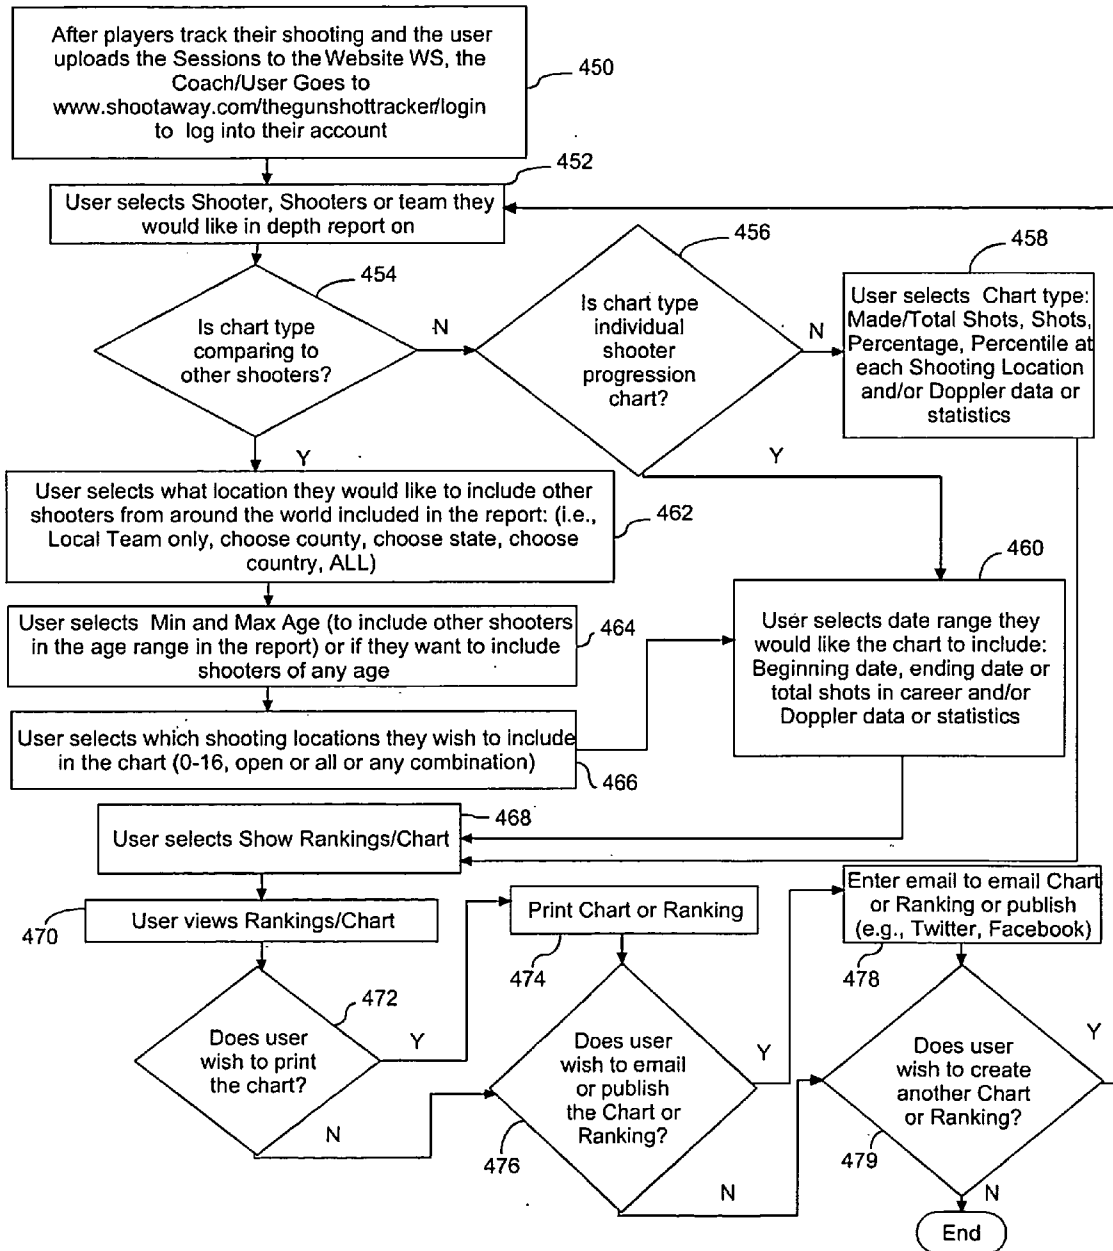 After players track their shooting and the user
uploads the Sessions to the Website WS, the
Coach/User Goes to
www.shootaway.com/thegunshottracker/login
to log into their account
450
452
User selects Shooter, Shooters or team they
would like in depth report on
454
Is chart type
comparing to
other shooters?
N
Y
456
Is chart type
individual
shooter
progression
chart?
N
Y
458
User selects Chart type:
Made/Total Shots, Shots,
Percentage, Percentile at
each Shooting Location
and/or Doppler data or
statistics
User selects what location they would like to include other
shooters from around the world included in the report: (i.e.,
Local Team only, choose county, choose state, choose
country, ALL)
462
460
User selects date range they
would like the chart to include:
Beginning date, ending date or
total shots in career and/or
Doppler data or statistics
User selects Min and Max Age (to include other shooters
in the age range in the report) or if they want to include
shooters of any age
464
User selects which shooting locations they wish to include
in the chart (0-16, open or all or any combination)
466
468
User selects Show Rankings/Chart
User views Rankings/Chart
470
472
Does user
wish to print
the chart?
Y
N
Print Chart or Ranking
474
Does user
wish to email
or publish
the Chart or
Ranking?
476
Y
N
Enter email to email Chart
or Ranking or publish
(e.g., Twitter, Facebook)
478
Does user
wish to create
another Chart
or Ranking?
479
Y
N
End